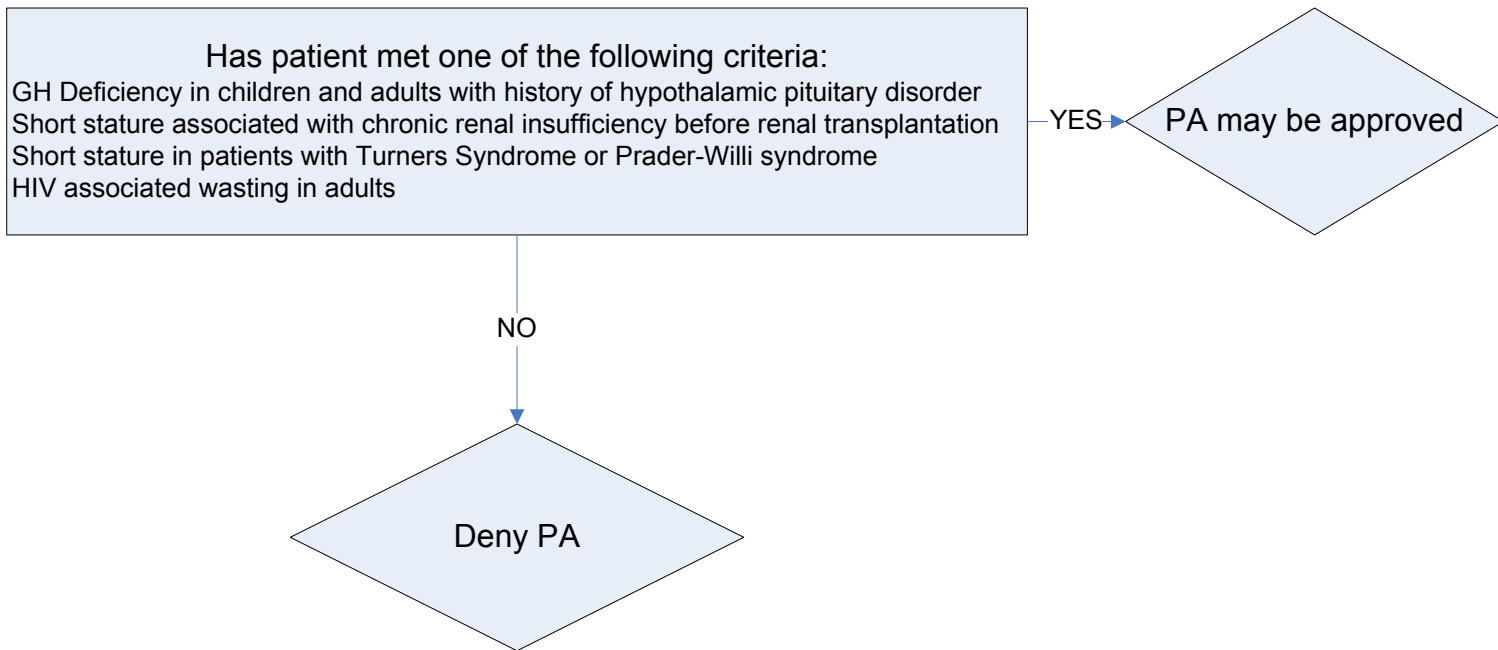 Has patient met one of the following criteria:
GH Deficiency in children and adults with history of hypothalamic pituitary disorder
Short stature associated with chronic renal insufficiency before renal transplantation
Short stature in patients with Turners Syndrome or Prader-Willi syndrome
HIV associated wasting in adults
YES
PA may be approved
NO
Deny PA